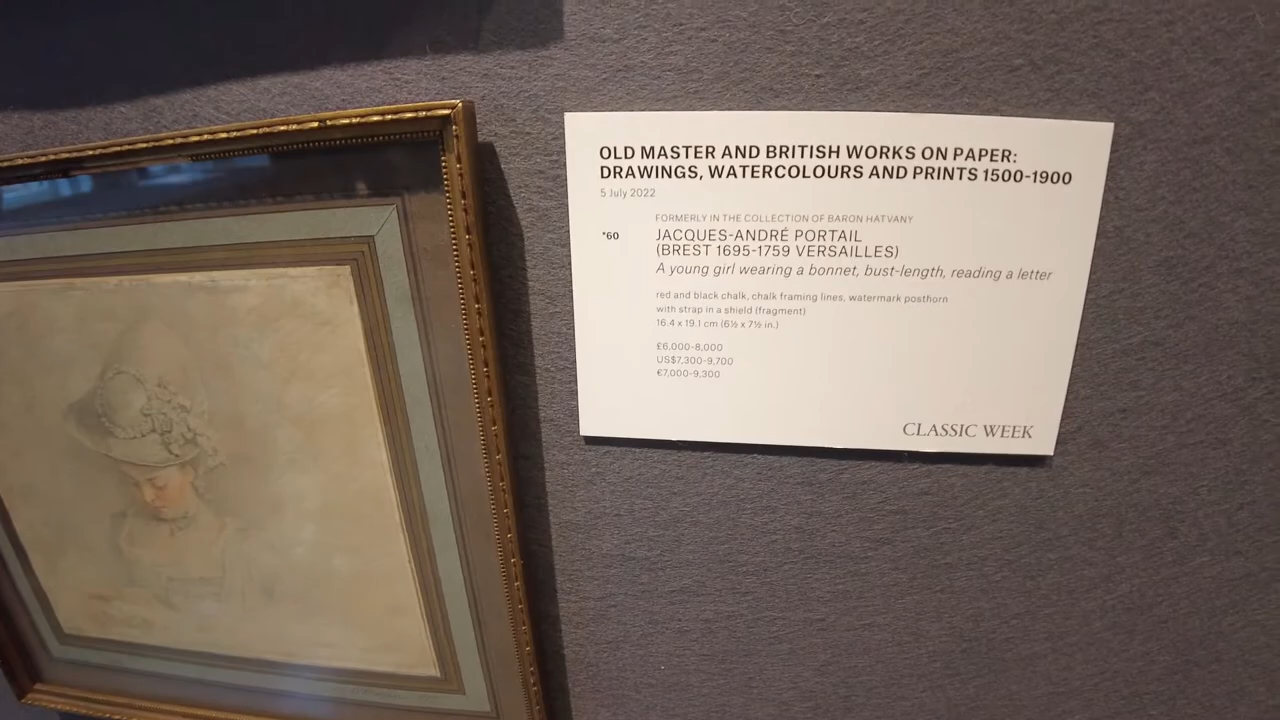 OLD MASTER AND BRITISH WORKS ON PAPER:
DRAWINGS, WATERCOLOURS AND PRINTS 1500-1900
5 July 2022
FORMERLY IN THE COLLECTION OF BARON HATVANY
*60
JACQUES-ANDRÉ PORTAIL
(BREST 1695-1759 VERSAILLES)
A young girl wearing a bonnet, bust-length, reading a letter
red and black chalk, chalk framing lines, watermark posthorn
with strap in a shield (fragment)
16.4 x 19.1 cm (6½ x 7½ in.)
£6,000-8,000
US$7,300-9,700
€7,000-9,300
CLASSIC WEEK